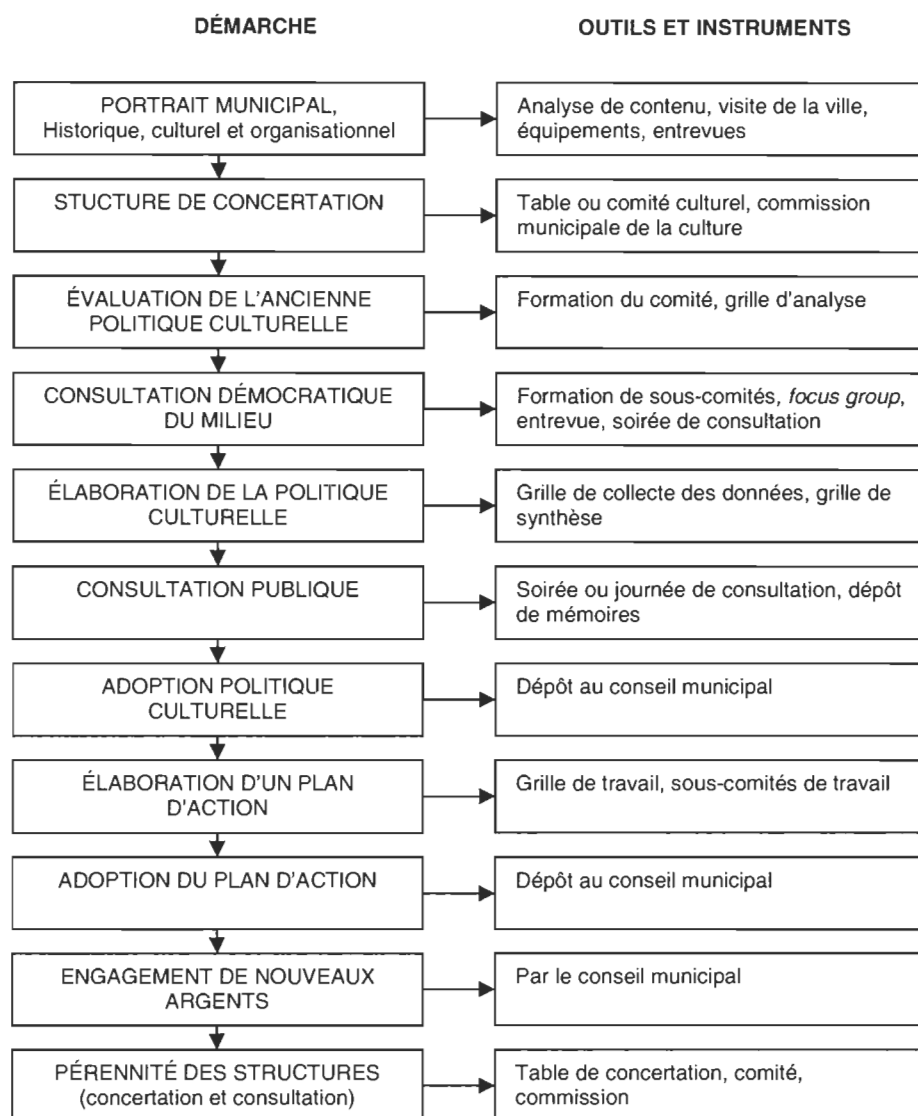 DÉMARCHE
OUTILS ET INSTRUMENTS
PORTRAIT MUNICIPAL,
Historique, culturel et organisationnel
Analyse de contenu, visite de la ville,
équipements, entrevues
STUCTURE DE CONCERTATION
Table ou comité culturel, commission
municipale de la culture
ÉVALUATION DE L'ANCIENNE
POLITIQUE CULTURELLE
Formation du comité, grille d'analyse
CONSULTATION DÉMOCRATIQUE
DU MILIEU
Formation de sous-comités, focus group,
entrevue, soirée de consultation
ÉLABORATION DE LA POLITIQUE
CULTURELLE
Grille de collecte des données, grille de
synthèse
CONSULTATION PUBLIQUE
Soirée ou journée de consultation, dépôt
de mémoires
ADOPTION POLITIQUE
CULTURELLE
Dépôt au conseil municipal
ÉLABORATION D'UN PLAN
D'ACTION
Grille de travail, sous-comités de travail
ADOPTION DU PLAN D'ACTION
Dépôt au conseil municipal
ENGAGEMENT DE NOUVEAUX
ARGENTS
Par le conseil municipal
PÉRENNITÉ DES STRUCTURES
(concertation et consultation)
Table de concertation, comité,
commission